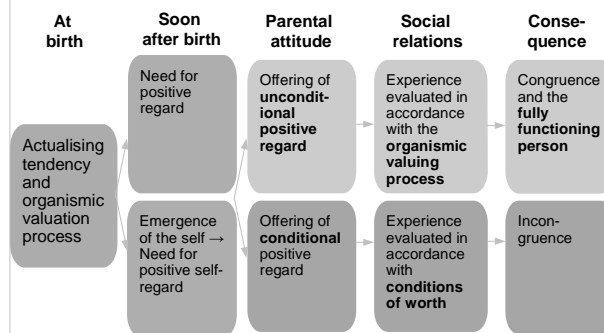 At
birth
Soon
after birth
Parental
attitude
Social
relations
Conse-
quence
Actualising
tendency
and
organismic
valuation
process
Need for
positive
regard
Emergence
of the self →
Need for
positive self-
regard
Offering of
uncondit-
ional
positive
regard
Offering of
conditional
positive
regard
Experience
evaluated in
accordance
with the
organismic
valuing
process
Experience
evaluated in
accordance
with
conditions
of worth
Congruence
and the
fully
functioning
person
Incon-
gruence